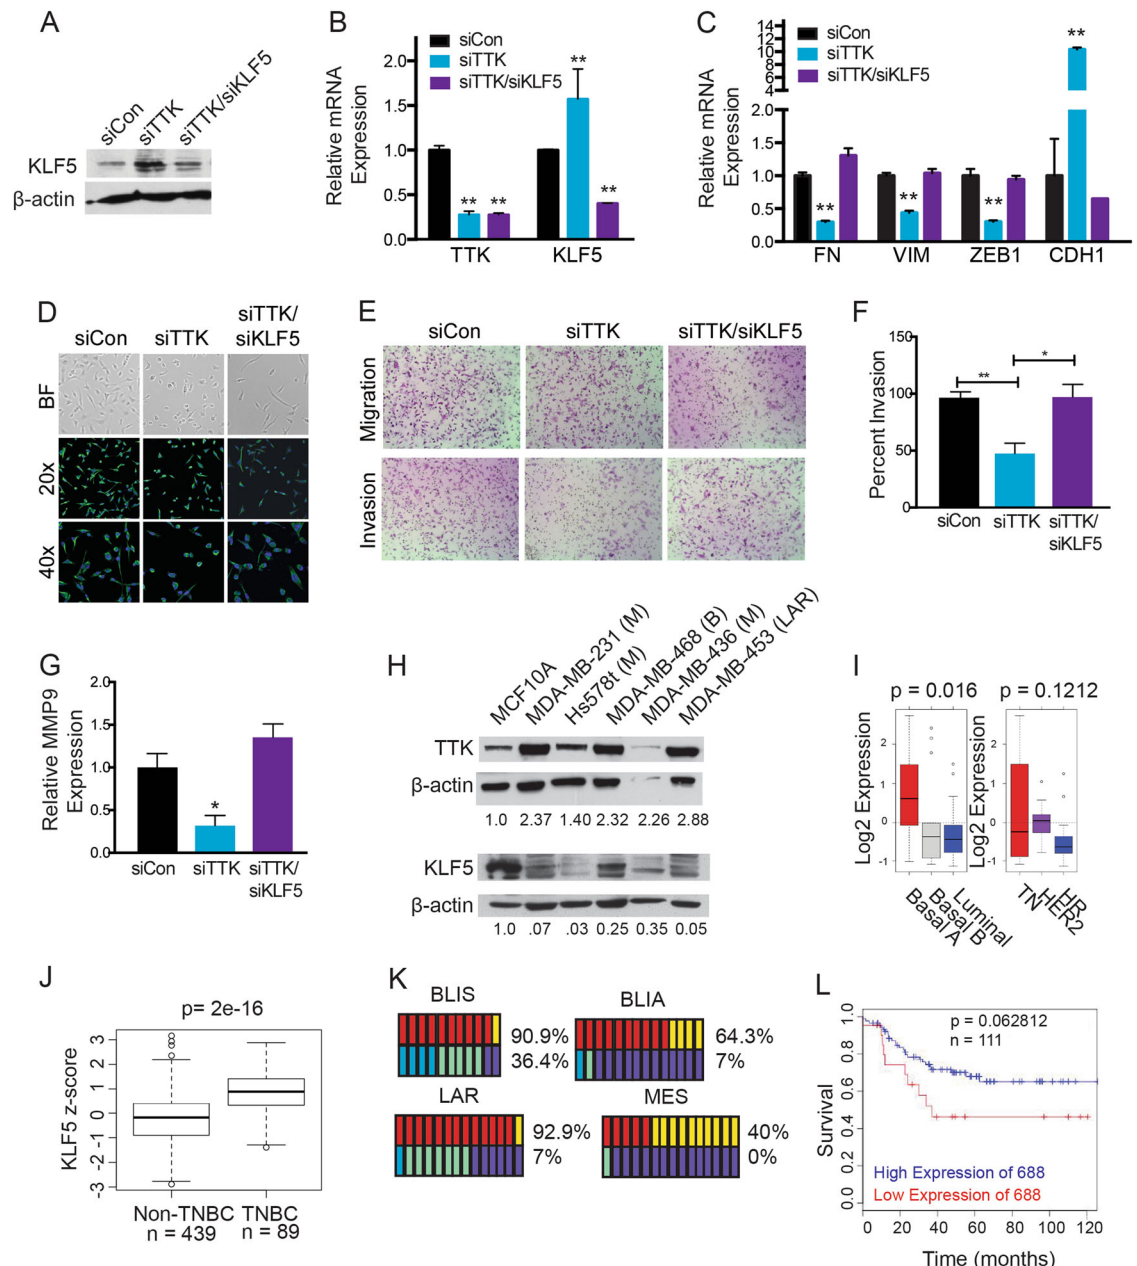 A
siCon
siTTK
siTTK/siKLF5
KLF5
β-actin
B
siCon
siTTK
siTTK/siKLF5
Relative mRNA
Expression
2.0
1.5
1.0
0.5
0.0
**
**
**
**
TTK
KLF5
C
siCon
siTTK
siTTK/siKLF5
Relative mRNA
Expression
14
12
10
8
6
4
2.0
1.5
1.0
0.5
0.0
**
**
**
**
FN
VIM
ZEB1
CDH1
D
siCon
siTTK
siTTK/
siKLF5
BF
20x
40x
E
siCon
siTTK
siTTK/siKLF5
Migration
Invasion
F
Percent Invasion
150
100
50
0
**
*
siCon
siTTK
siTTK/
siKLF5
G
Relative MMP9
Expression
2.0
1.5
1.0
0.5
0.0
*
siCon
siTTK
siTTK/
siKLF5
H
MCF10A
MDA-MB-231 (M)
Hs578t (M)
MDA-MB-468 (B)
MDA-MB-436 (M)
MDA-MB-453 (LAR)
TTK
β-actin
1.0 2.37 1.40 2.32 2.26 2.88
KLF5
β-actin
1.0 .07 .03 0.25 0.35 0.05
I
p = 0.016
Log2 Expression
2
1
0
-1
Basal A
Basal B
Luminal
p = 0.1212
Log2 Expression
2
1
0
-1
TN
HER2
HR
J
p= 2e-16
KLF5 z-score
3
2
1
0
-1
-2
-3
Non-TNBC
n = 439
TNBC
n = 89
K
BLIS
90.9%
36.4%
BLIA
64.3%
7%
LAR
92.9%
7%
MES
40%
0%
L
p = 0.062812
n = 111
Survival
1.0
0.8
0.6
0.4
0.2
0.0
High Expression of 688
Low Expression of 688
0 20 40 60 80 100 120
Time (months)